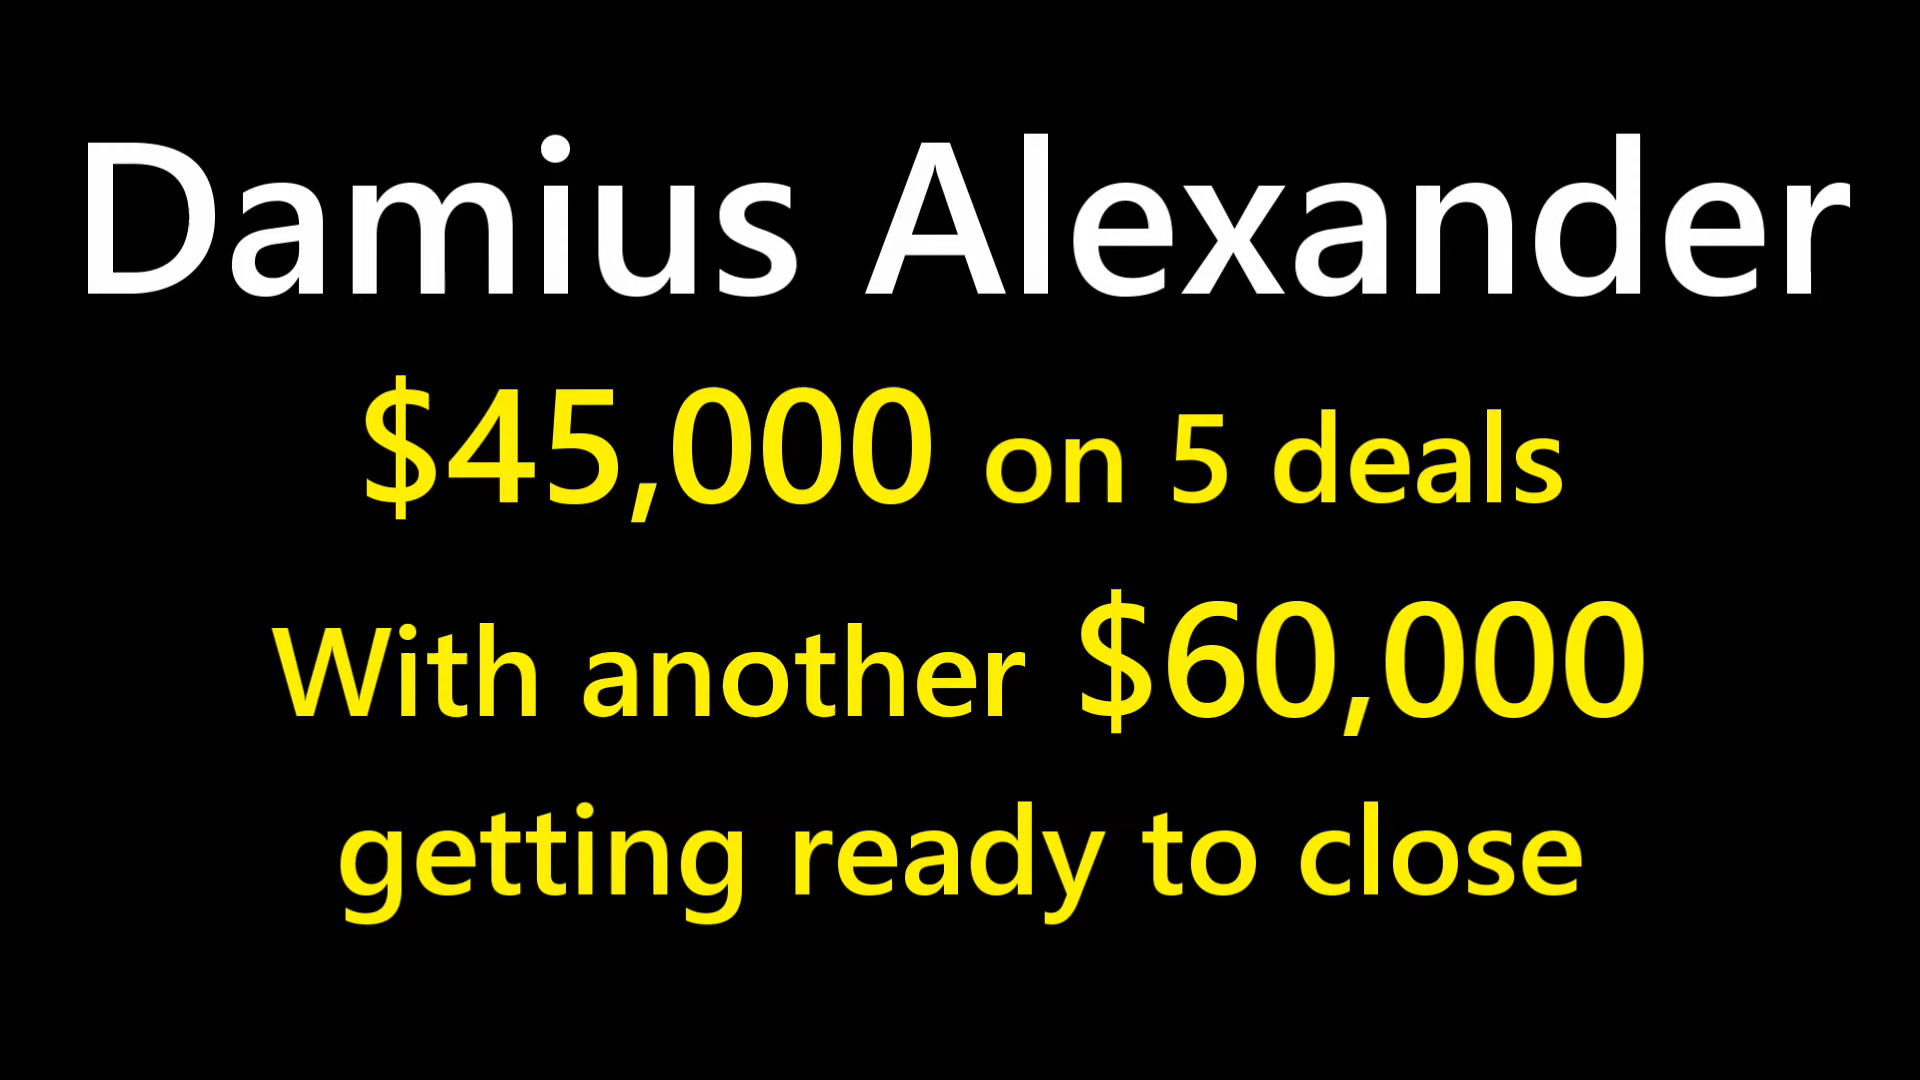 Damius Alexander
$45,000 on 5 deals
With another $60,000
getting ready to close